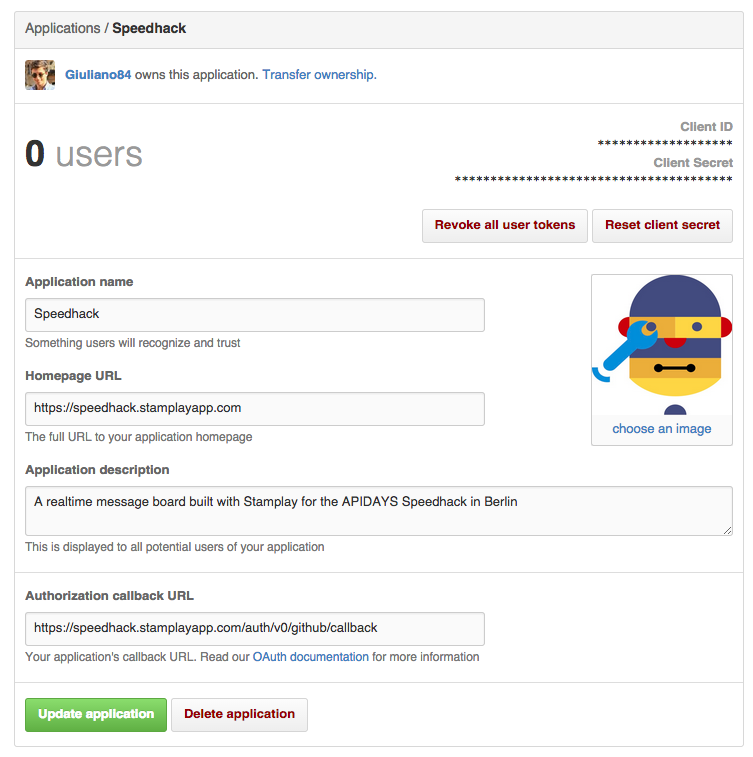 Applications / Speedhack
Giuliano84 owns this application. Transfer ownership.
0 users
Client ID
*******************
Client Secret
***************************************
Revoke all user tokens
Reset client secret
Application name
Speedhack
Something users will recognize and trust
Homepage URL
https://speedhack.stamplayapp.com
The full URL to your application homepage
choose an image
Application description
A realtime message board built with Stamplay for the APIDAYS Speedhack in Berlin
This is displayed to all potential users of your application
Authorization callback URL
https://speedhack.stamplayapp.com/auth/v0/github/callback
Your application's callback URL. Read our OAuth documentation for more information
Update application
Delete application